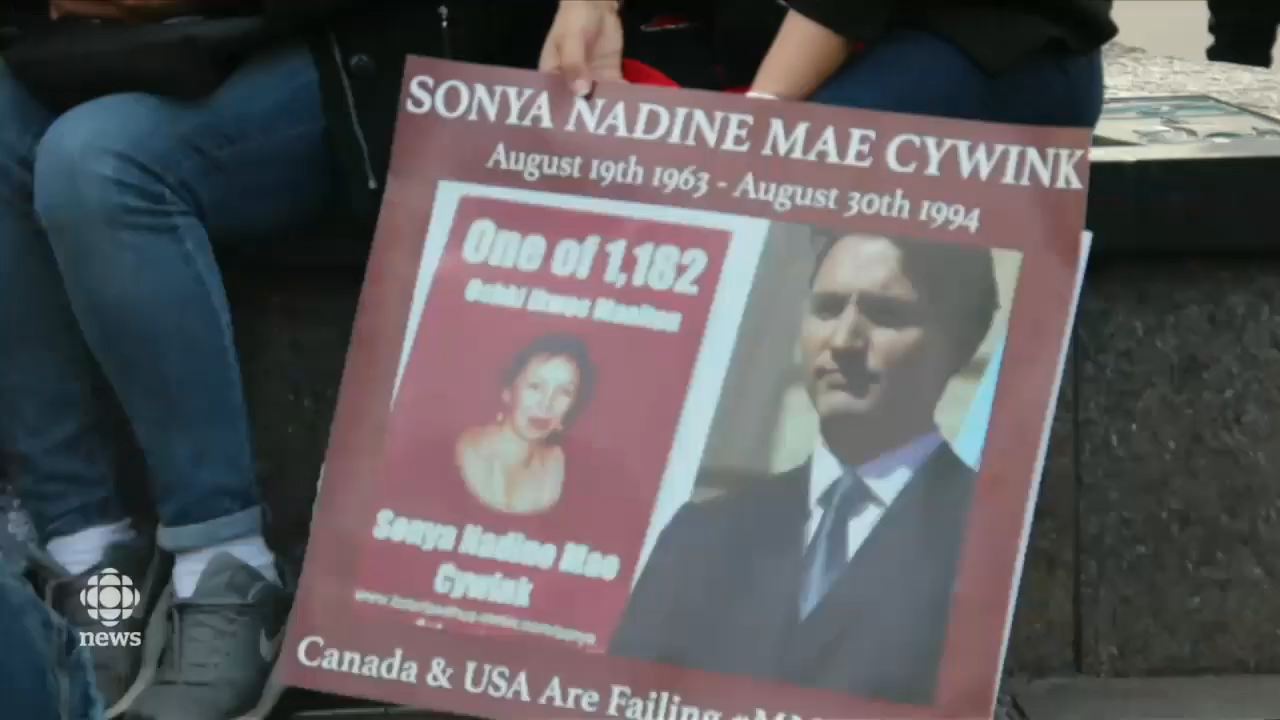 SONYA NADINE MAE CYWINK
August 19th 1963 - August 30th 1994
One of 1,182
Sonya Nadine Mae
Cywink
Canada & USA Are Failing
news